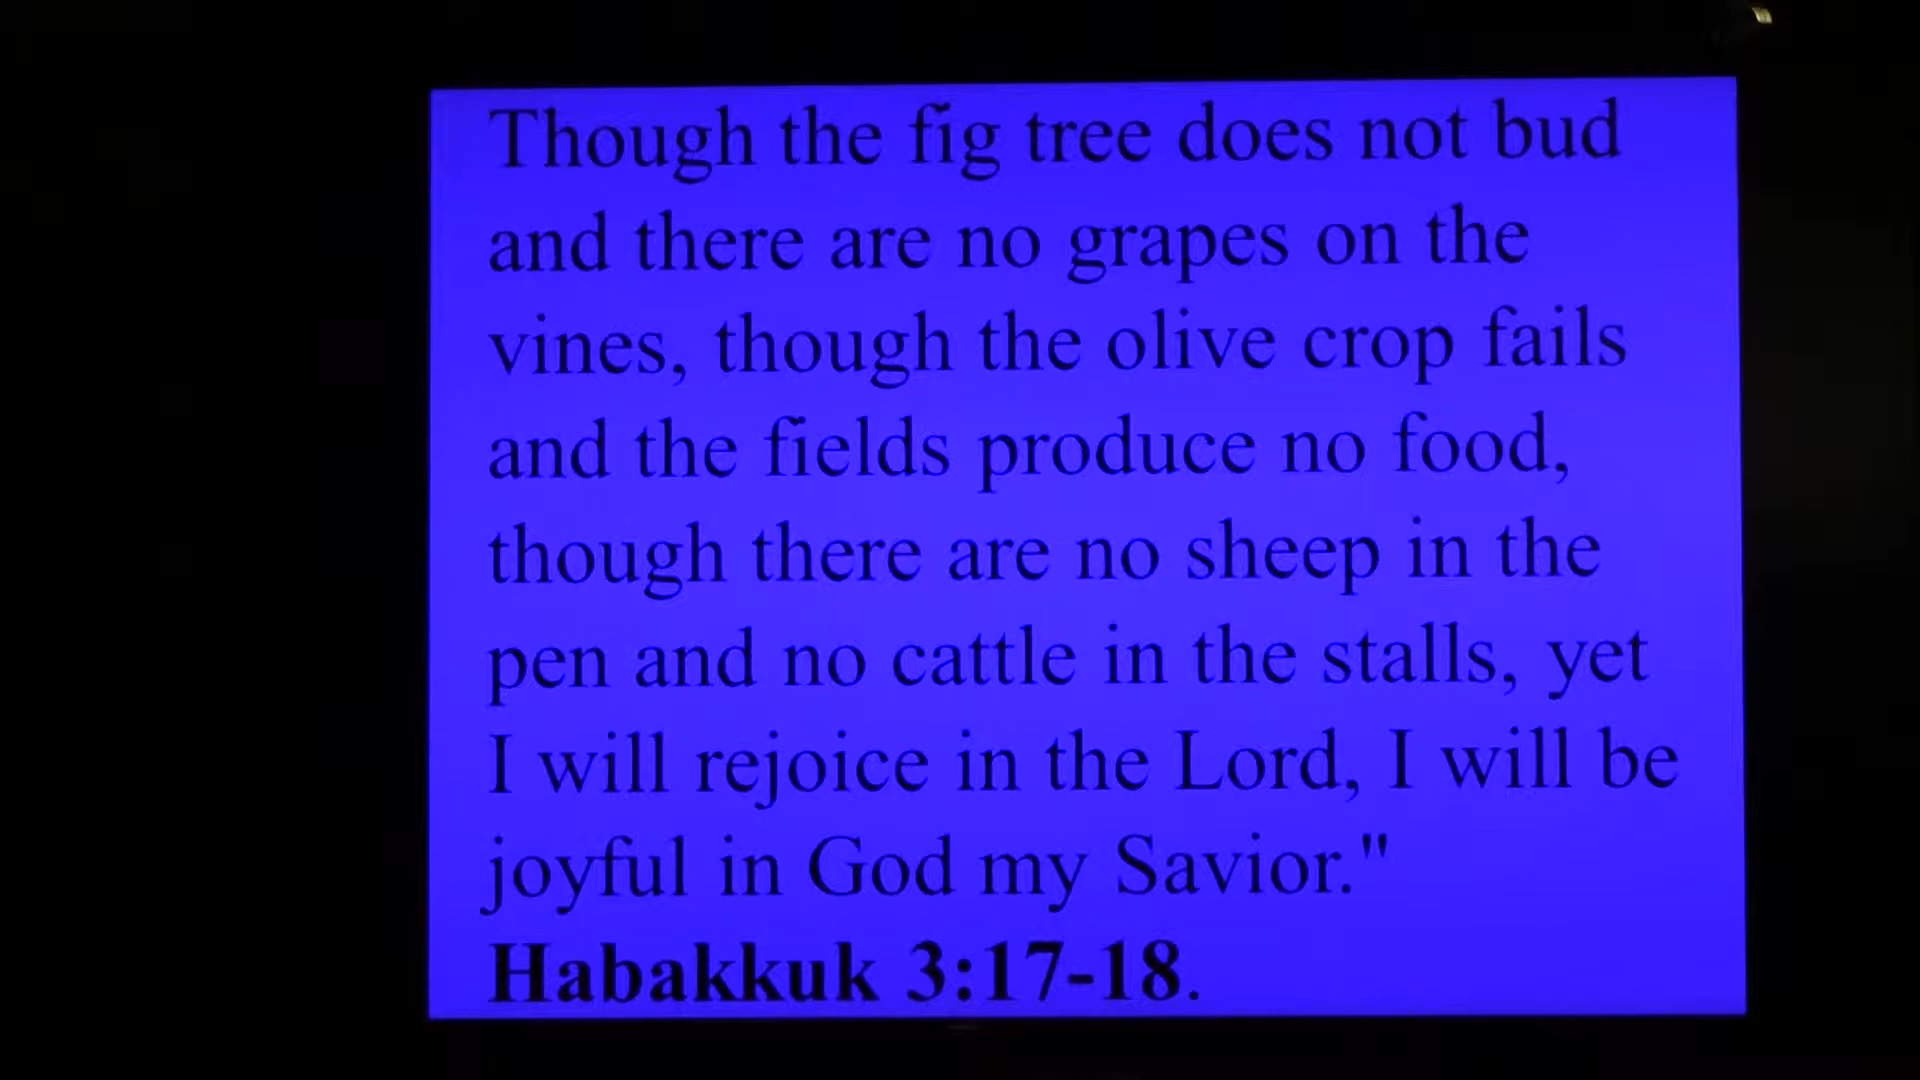 Though the fig tree does not bud
and there are no grapes on the
vines, though the olive crop fails
and the fields produce no food,
though there are no sheep in the
pen and no cattle in the stalls, yet
I will rejoice in the Lord, I will be
joyful in God my Savior."
Habakkuk 3:17-18.